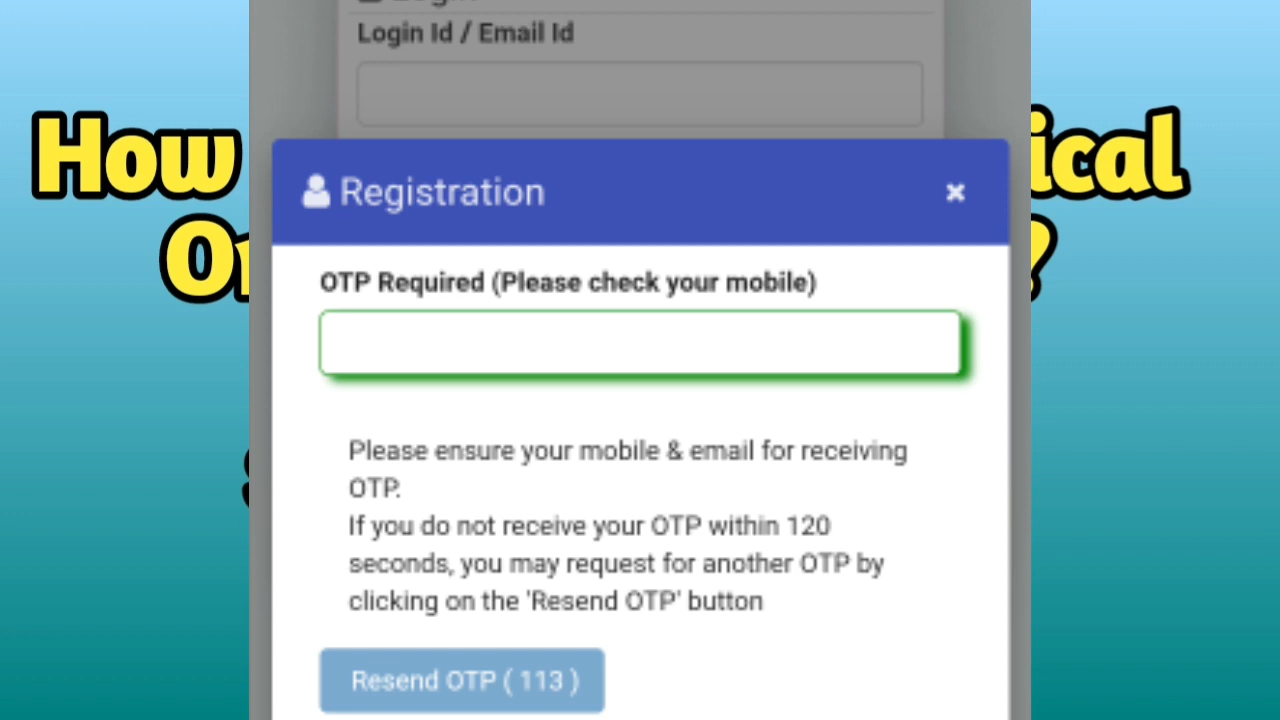 Login Id / Email Id
How ical
Registration
OTP Required (Please check your mobile)
?
Please ensure your mobile & email for receiving
OTP.
If you do not receive your OTP within 120
seconds, you may request for another OTP by
clicking on the 'Resend OTP' button
Resend OTP ( 113 )